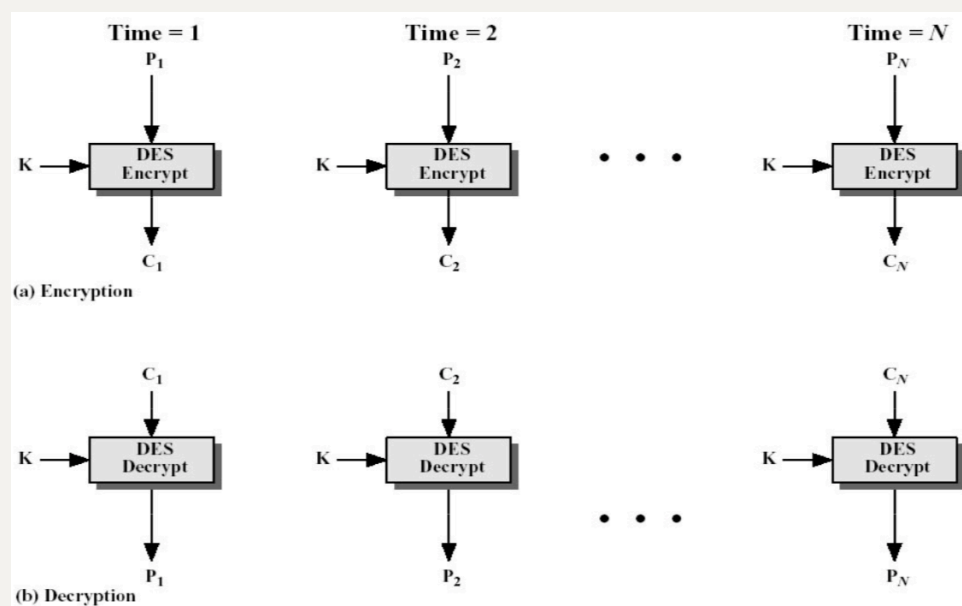 Time = 1 Time = 2 Time = N
P1 P2 PN
K DES Encrypt K DES Encrypt K DES Encrypt
C1 C2 CN
(a) Encryption
C1 C2 CN
K DES Decrypt K DES Decrypt K DES Decrypt
P1 P2 PN
(b) Decryption